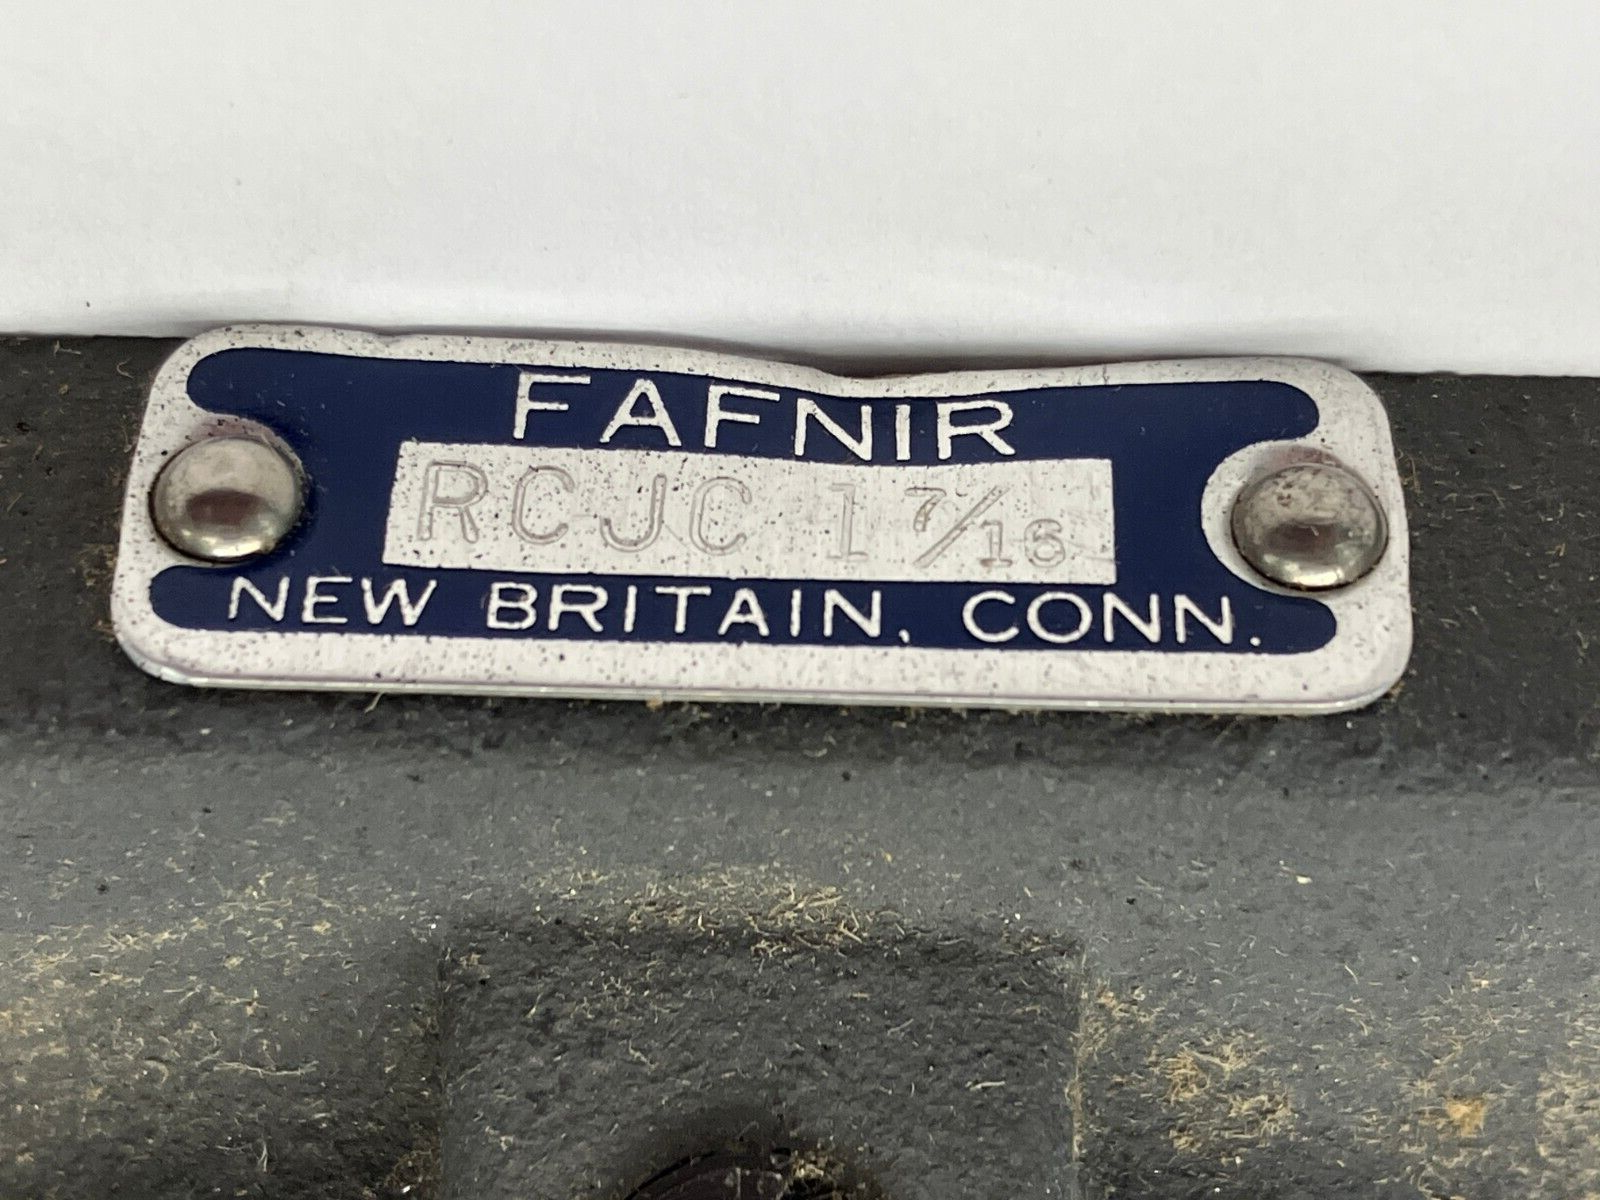 FAFNIR
RCJC 1 7/16
NEW BRITAIN, CONN.